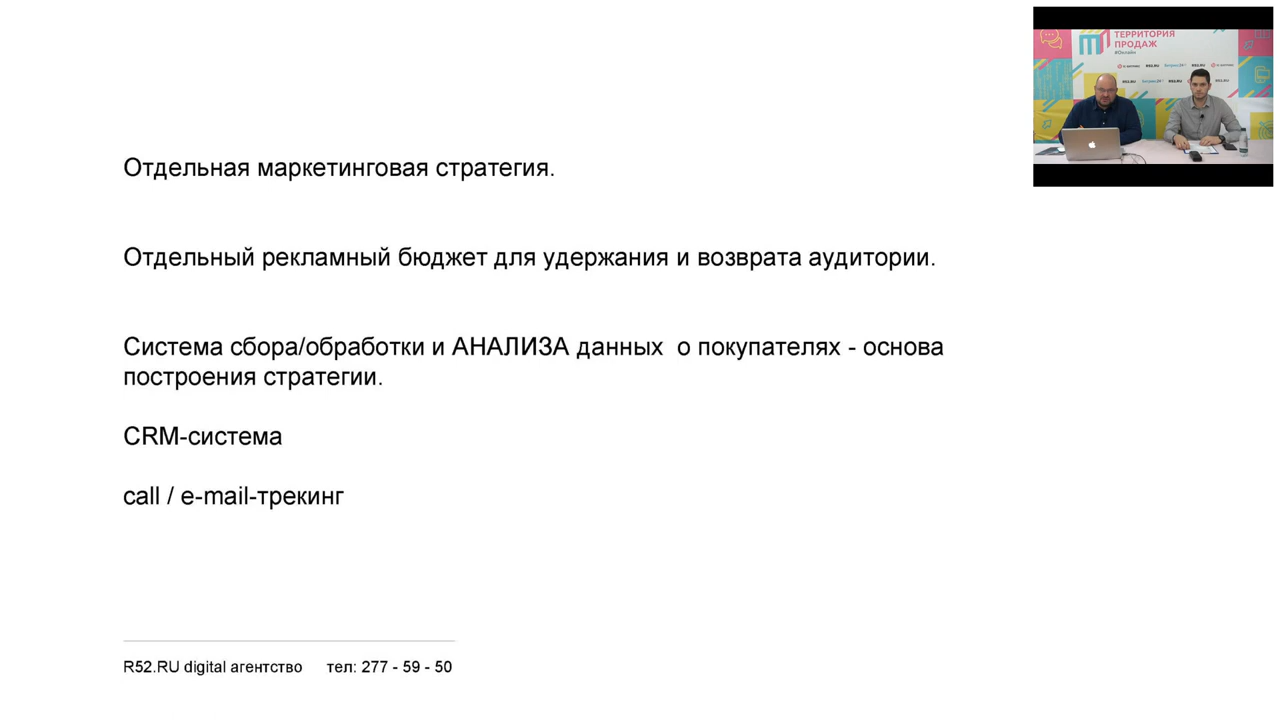 ТЕРРИТОРИЯ
ПРОДАЖ
#Онлайн
Отдельная маркетинговая стратегия.
Отдельный рекламный бюджет для удержания и возврата аудитории.
Система сбора/обработки и АНАЛИЗА данных о покупателях - основа
построения стратегии.
CRM-система
call / e-mail-трекинг
R52.RU digital агентство тел: 277 - 59 - 50